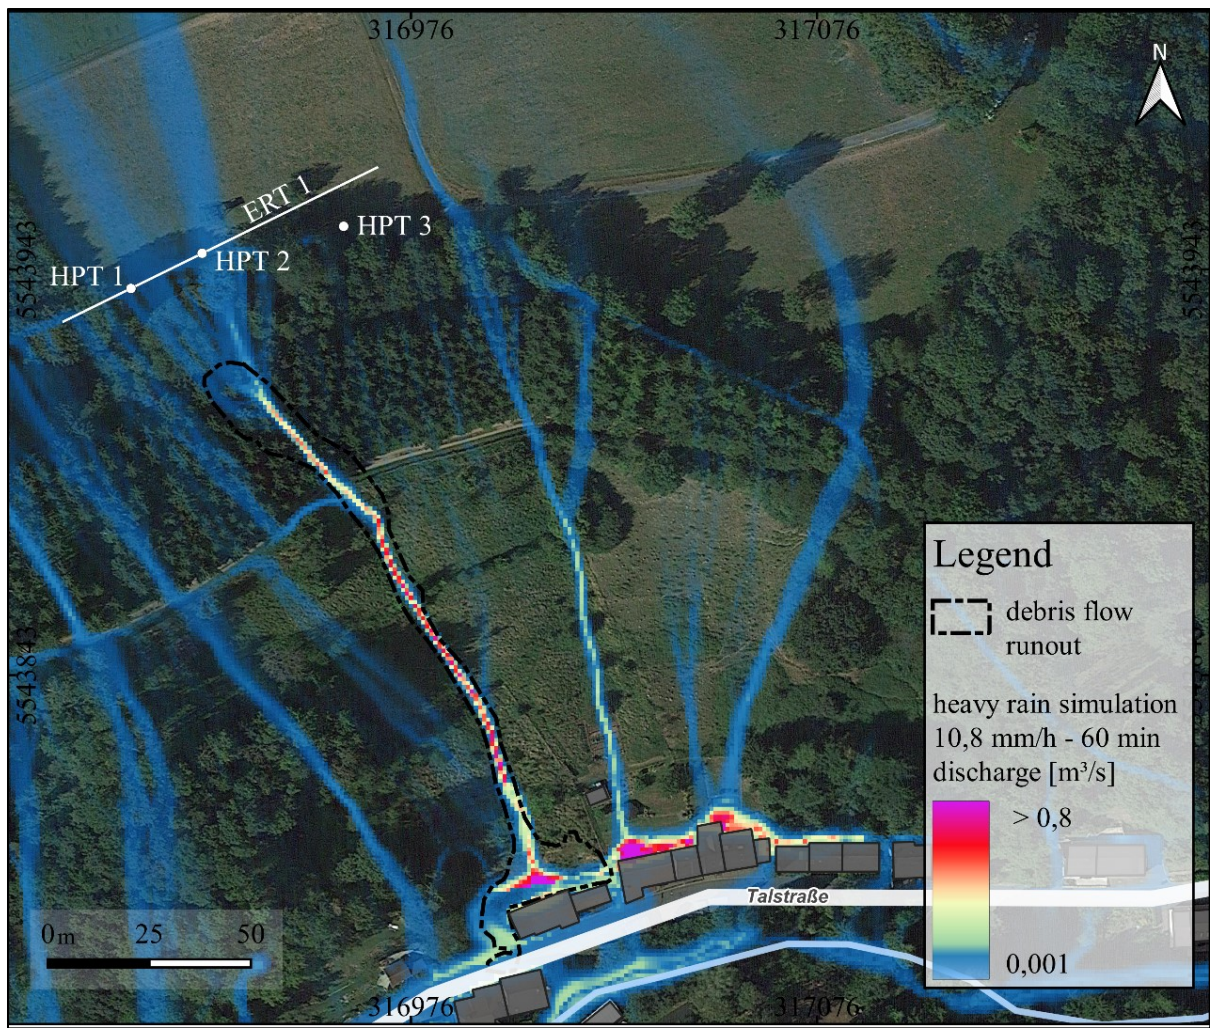 316976
317076
N
ERT 1
HPT 3
5543943
5543943
HPT 1
HPT 2
Legend
debris flow
runout
5543843
heavy rain simulation
10,8 mm/h - 60 min
discharge [m³/s]
> 0,8
0,001
Talstraße
0 m
25
50
316976
317076